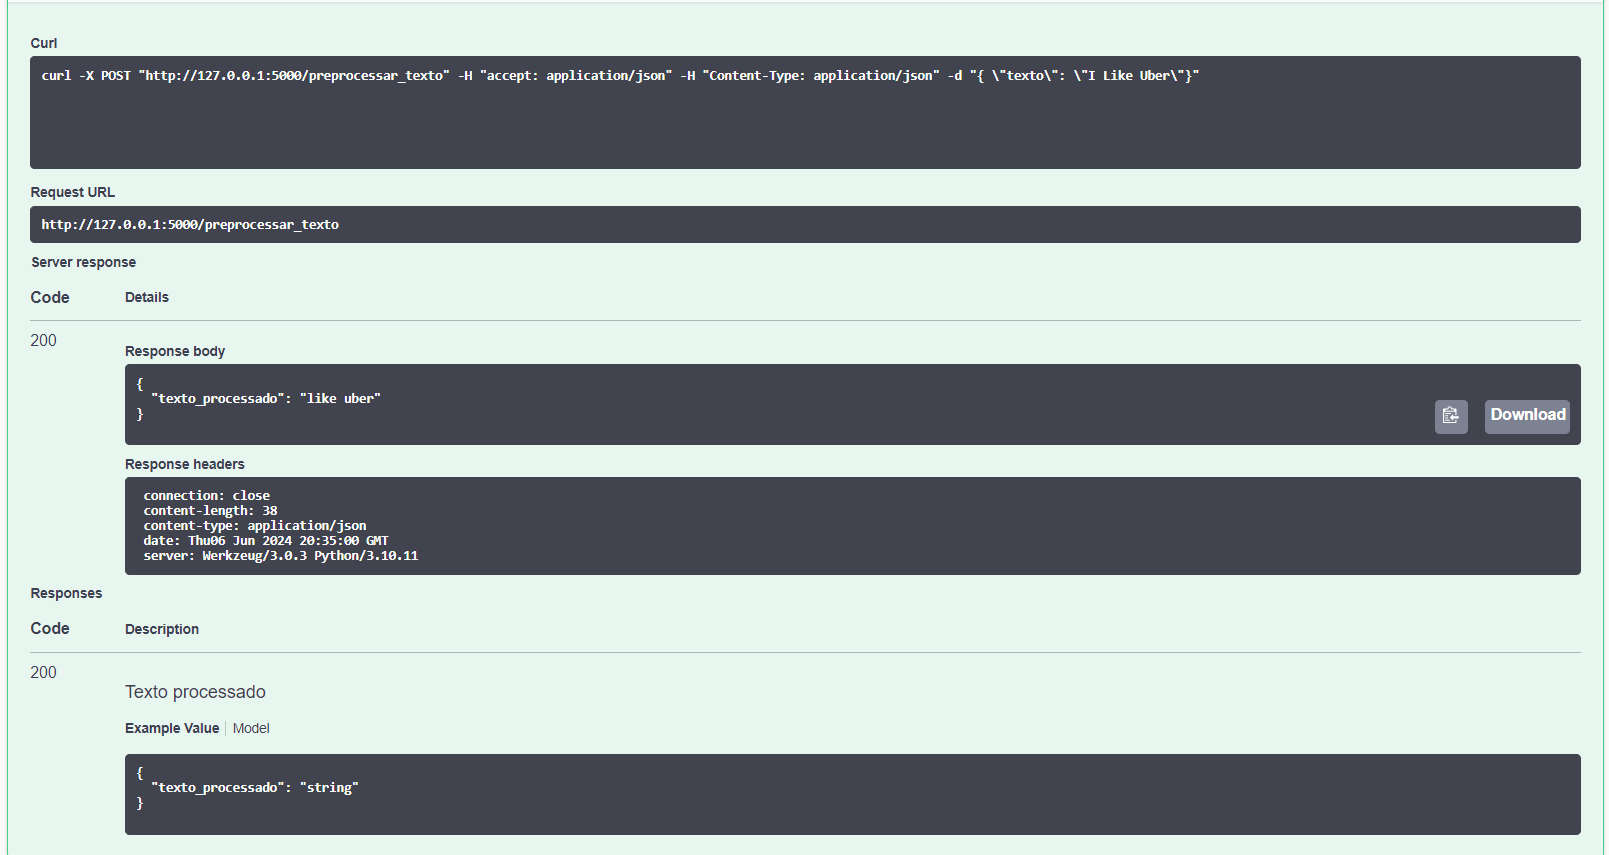 Curl
curl -X POST "http://127.0.0.1:5000/preprocessar_texto" -H "accept: application/json" -H "Content-Type: application/json" -d "{ \"texto\": \"I Like Uber\"}"
Request URL
http://127.0.0.1:5000/preprocessar_texto
Server response
Code Details
200
Response body
{
"texto_processado": "like uber"
}
Download
Response headers
connection: close
content-length: 38
content-type: application/json
date: Thu06 Jun 2024 20:35:00 GMT
server: Werkzeug/3.0.3 Python/3.10.11
Responses
Code Description
200
Texto processado
Example Value Model
{
"texto_processado": "string"
}